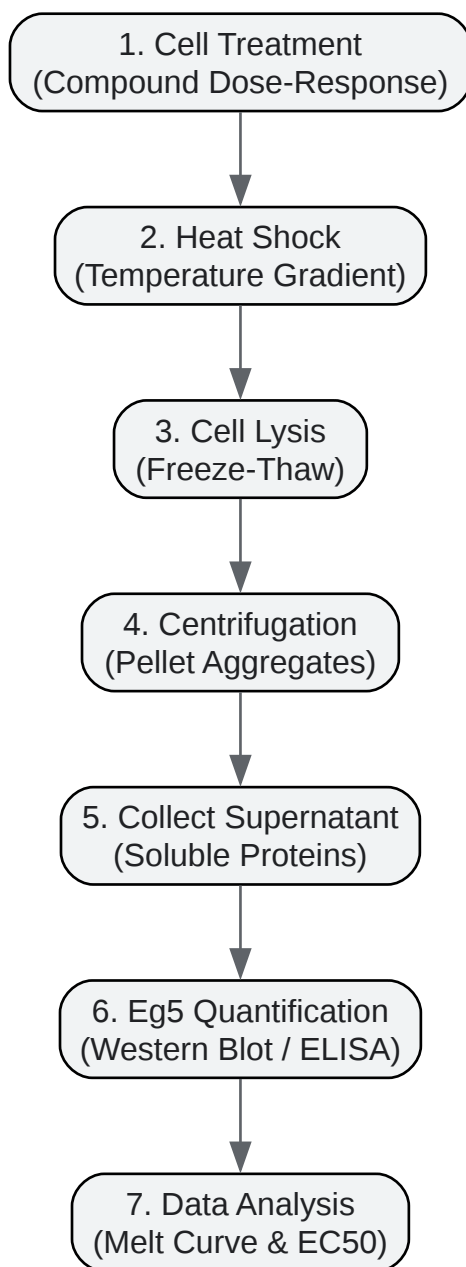 1. Cell Treatment
(Compound Dose-Response)
2. Heat Shock
(Temperature Gradient)
3. Cell Lysis
(Freeze-Thaw)
4. Centrifugation
(Pellet Aggregates)
5. Collect Supernatant
(Soluble Proteins)
6. Eg5 Quantification
(Western Blot / ELISA)
7. Data Analysis
(Melt Curve & EC50)